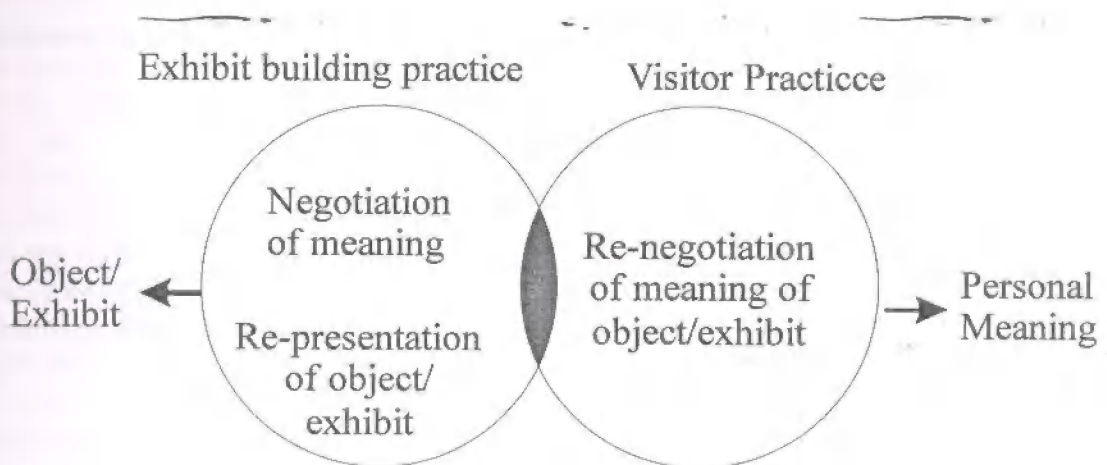 Exhibit building practice
Visitor Practicce
Negotiation
of meaning
Re-presentation
of object/
exhibit
Re-negotiation
of meaning of
object/exhibit
Object/
Exhibit
Personal
Meaning